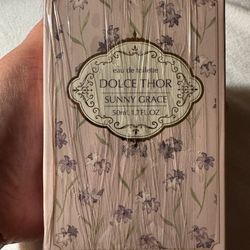 eau de toilette
DOLCE THOR
SUNNY GRACE
50ml. 1.7FL.OZ